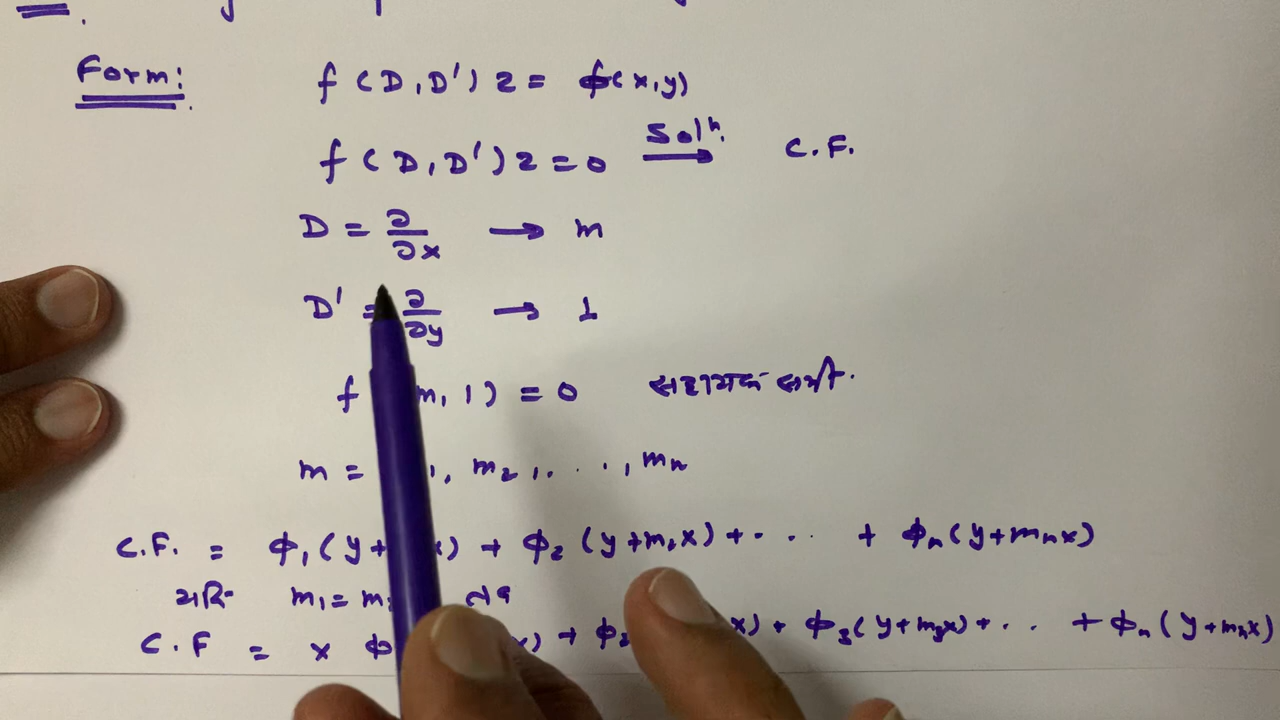 Form: f (D, D') z = ϕ(x,y)
f (D, D') z = 0 Solⁿ. → C.F.
D = ∂/∂x → m
D' = ∂/∂y → 1
f m, 1) = 0 सहायक समी.
m = , m₂, . . . , mₙ
C.F. = ϕ₁ (y+ x) + ϕ₂ (y+m₂x) + . . . + ϕₙ (y+mₙx)
यदि m₁ = m तब
C.F = x ϕ x) + ϕ x) + ϕ₃ (y+m₃x) + . . + ϕₙ (y+mₙx)